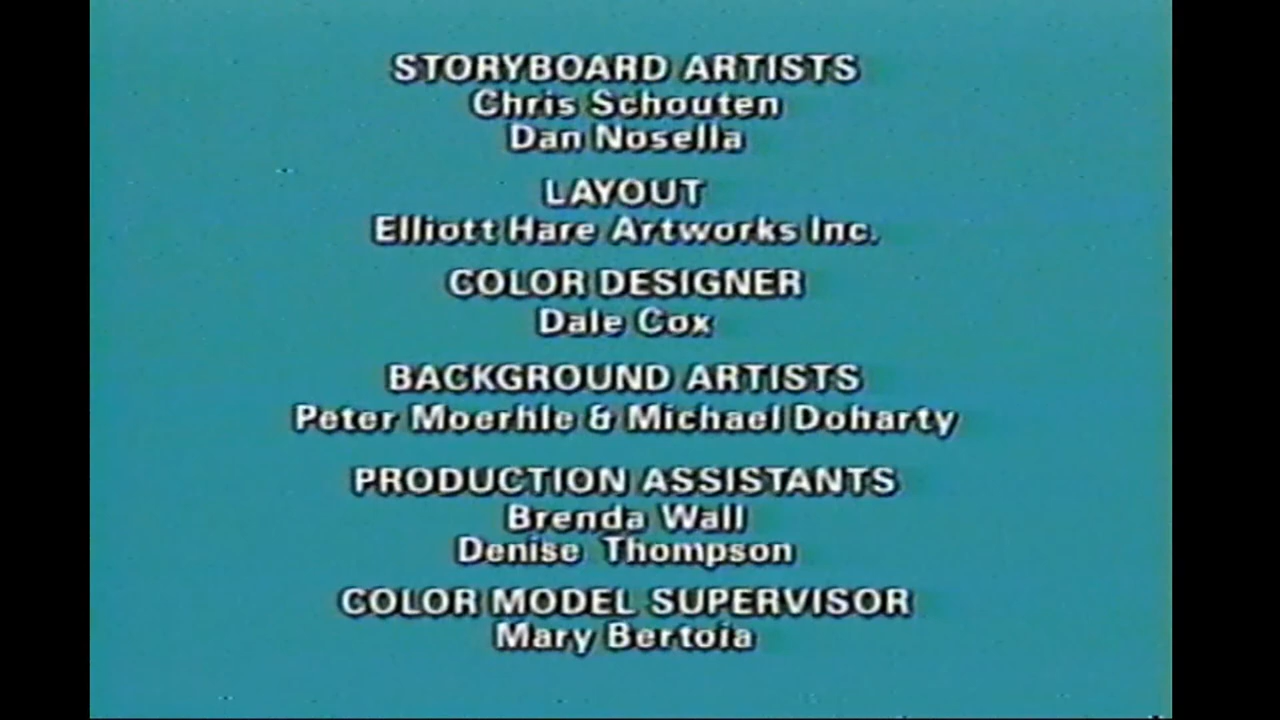 STORYBOARD ARTISTS
Chris Schouten
Dan Nosella
LAYOUT
Elliott Hare Artworks Inc.
COLOR DESIGNER
Dale Cox
BACKGROUND ARTISTS
Peter Moerhle & Michael Doharty
PRODUCTION ASSISTANTS
Brenda Wall
Denise Thompson
COLOR MODEL SUPERVISOR
Mary Bertoia